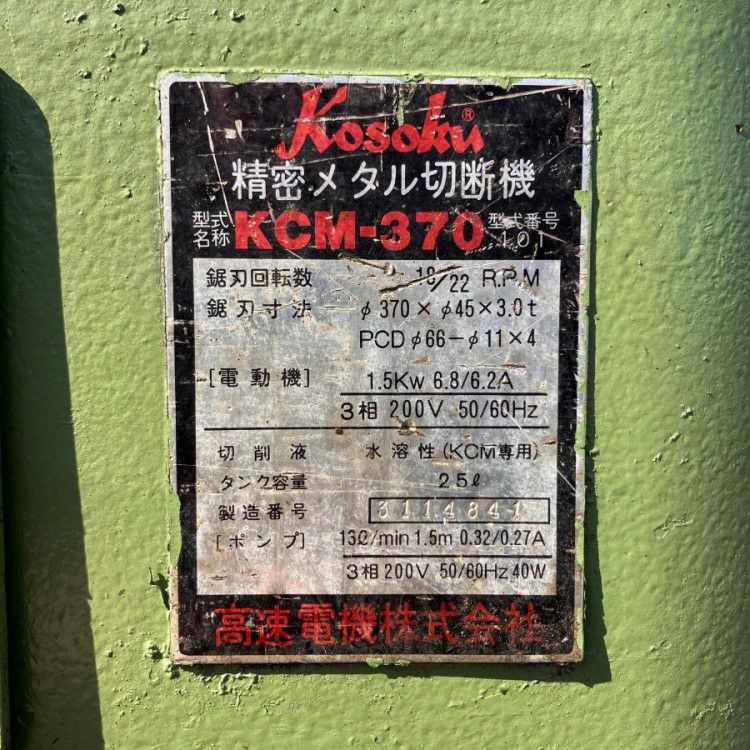 Kosoku®
精密メタル切断機
型式名称 KCM-370 型式番号 101
鋸刃回転数 18/22 R.P.M
鋸刃寸法 φ370×φ45×3.0t
PCDφ66-φ11×4
[電動機] 1.5Kw 6.8/6.2A
3相 200V 50/60Hz
切削液 水溶性(KCM専用)
タンク容量 25ℓ
製造番号 3114841
[ポンプ] 13ℓ/min 1.5m 0.32/0.27A
3相 200V 50/60Hz 40W
高速電機株式会社